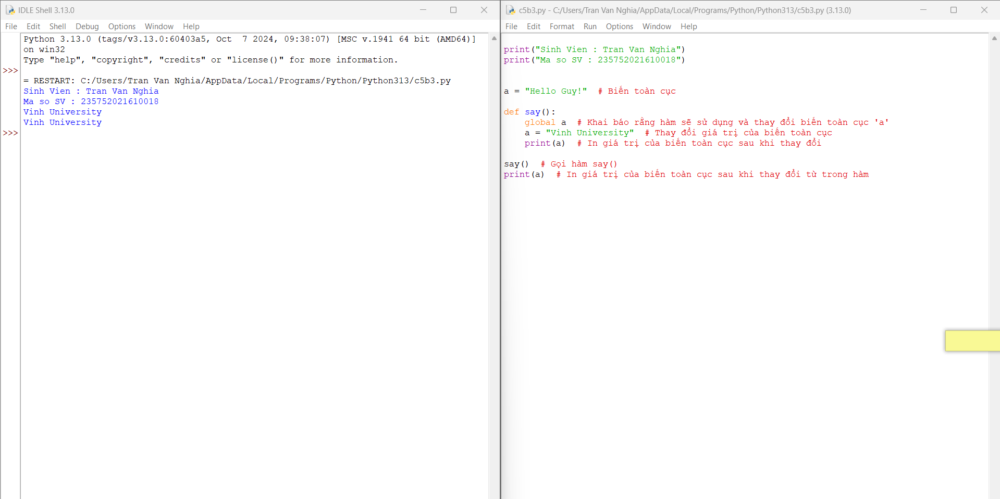 IDLE Shell 3.13.0
File Edit Shell Debug Options Window Help
Python 3.13.0 (tags/v3.13.0:60403a5, Oct  7 2024, 09:38:07) [MSC v.1941 64 bit (AMD64)]
on win32
Type "help", "copyright", "credits" or "license()" for more information.
>>>
= RESTART: C:/Users/Tran Van Nghia/AppData/Local/Programs/Python/Python313/c5b3.py
Sinh Vien : Tran Van Nghia
Ma so SV : 235752021610018
Vinh University
Vinh University
>>>
c5b3.py - C:/Users/Tran Van Nghia/AppData/Local/Programs/Python/Python313/c5b3.py (3.13.0)
File Edit Format Run Options Window Help
print("Sinh Vien : Tran Van Nghia")
print("Ma so SV : 235752021610018")
a = "Hello Guy!"  # Biến toàn cục
def say():
    global a  # Khai báo rằng hàm sẽ sử dụng và thay đổi biến toàn cục 'a'
    a = "Vinh University"  # Thay đổi giá trị của biến toàn cục
    print(a)  # In giá trị của biến toàn cục sau khi thay đổi
say()  # Gọi hàm say()
print(a)  # In giá trị của biến toàn cục sau khi thay đổi từ trong hàm